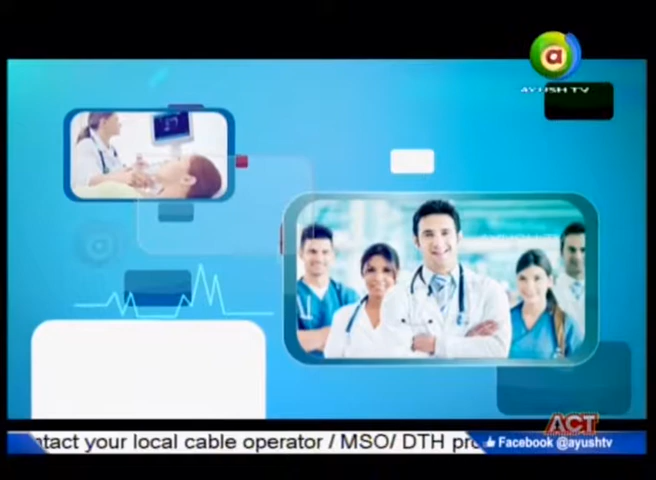 a
AYUSH TV
ntact your local cable operator / MSO/ DTH pr
Facebook @ayushtv
ACT